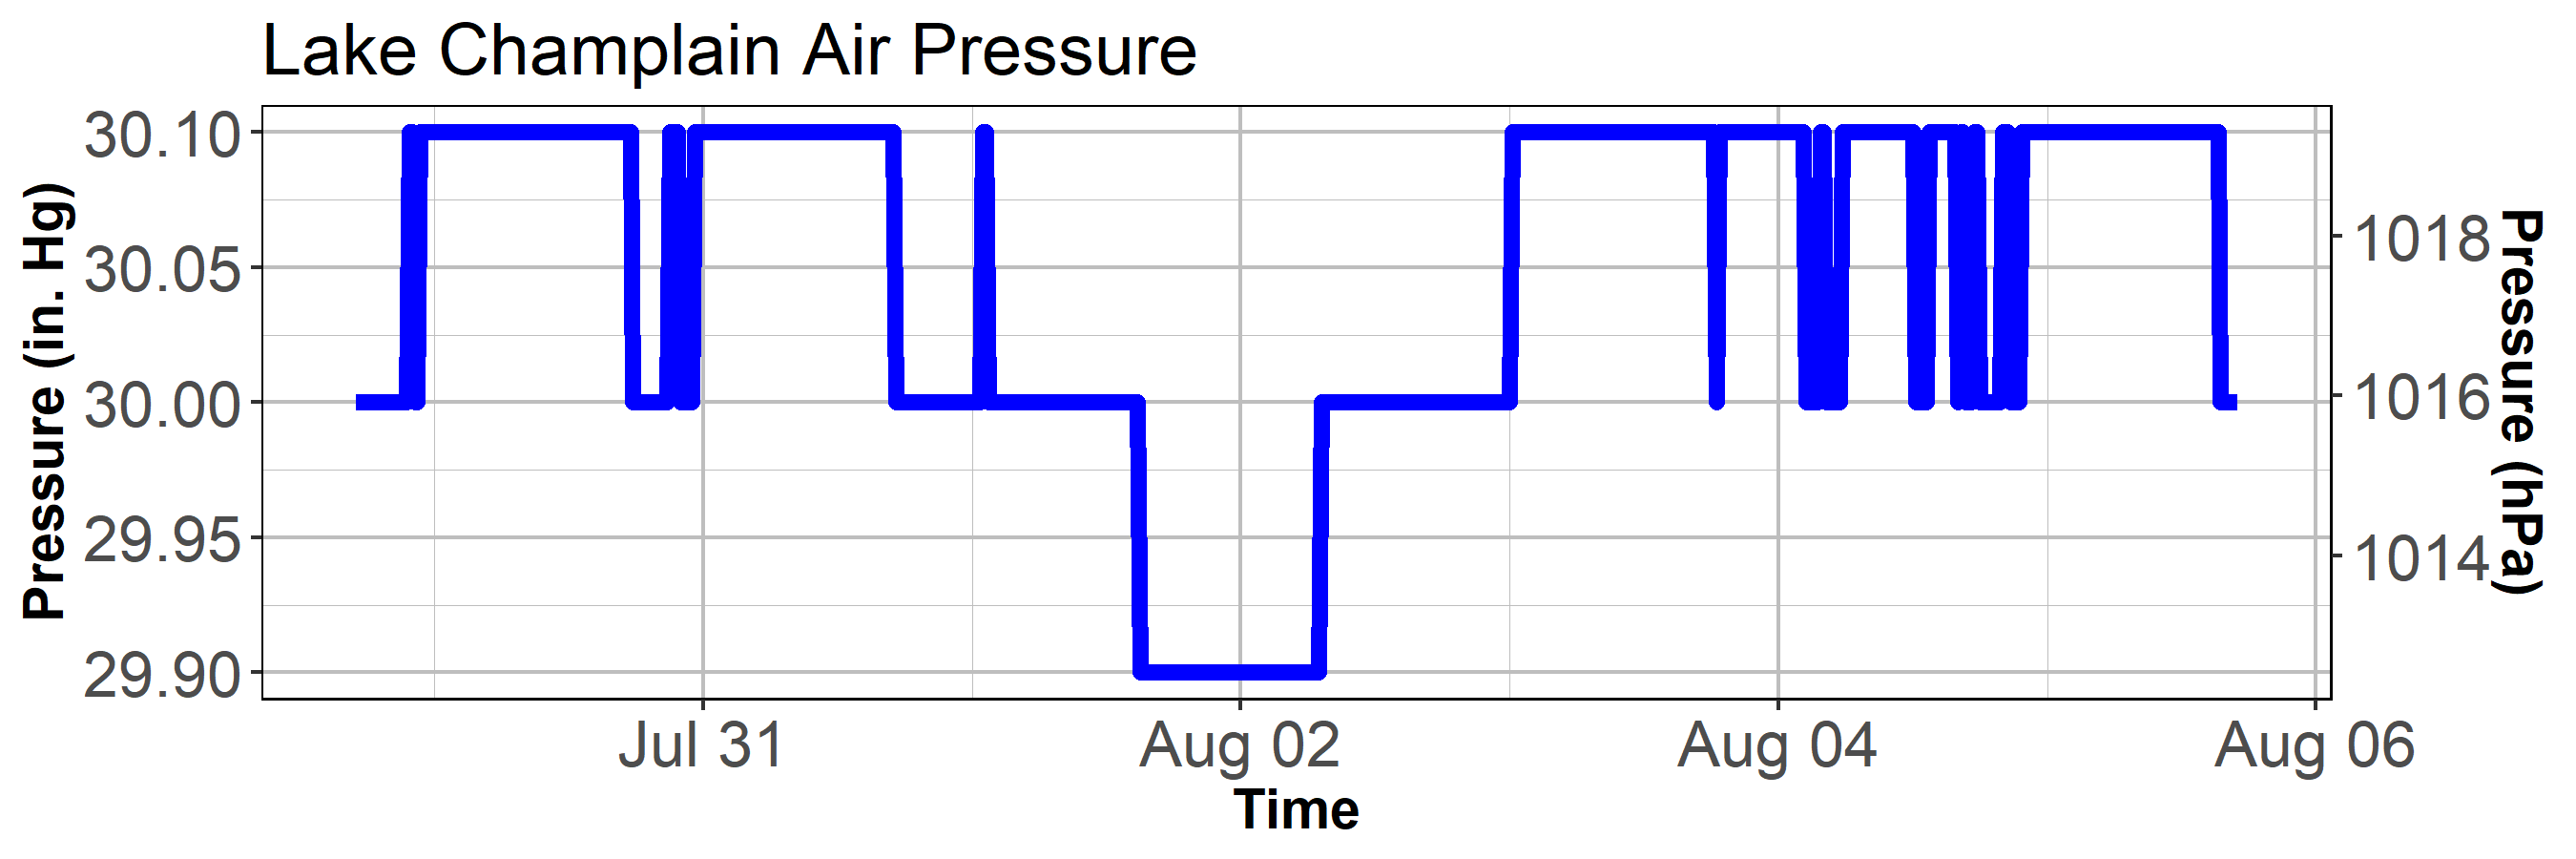 Lake Champlain Air Pressure
Pressure (in. Hg)
30.10
30.05
30.00
29.95
29.90
1018
1016
1014
Pressure (hPa)
Jul 31
Aug 02
Aug 04
Aug 06
Time